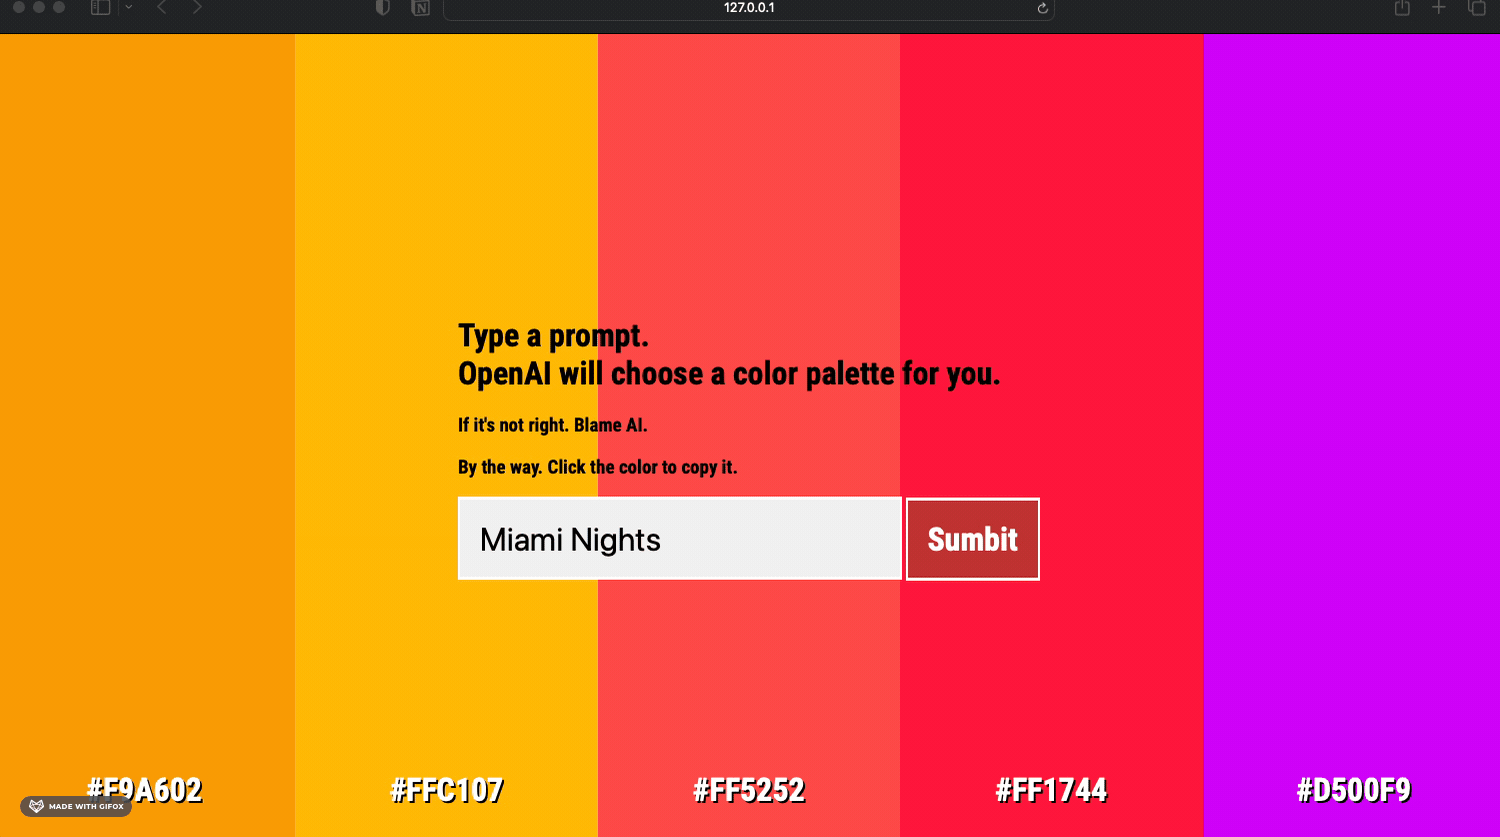 127.0.0.1
Type a prompt.
OpenAI will choose a color palette for you.
If it's not right. Blame AI.
By the way. Click the color to copy it.
Miami Nights
Sumbit
#F9A602
#FFC107
#FF5252
#FF1744
#D500F9
MADE WITH GIFOX